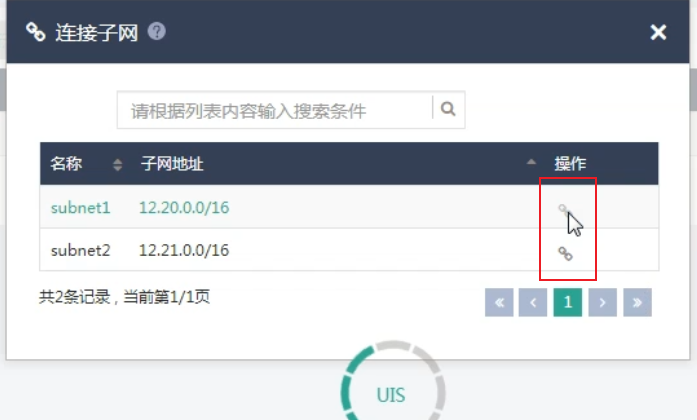 连接子网
请根据列表内容输入搜索条件
名称 子网地址 操作
subnet1 12.20.0.0/16
subnet2 12.21.0.0/16
共2条记录，当前第1/1页 « ‹ 1 › »
UIS